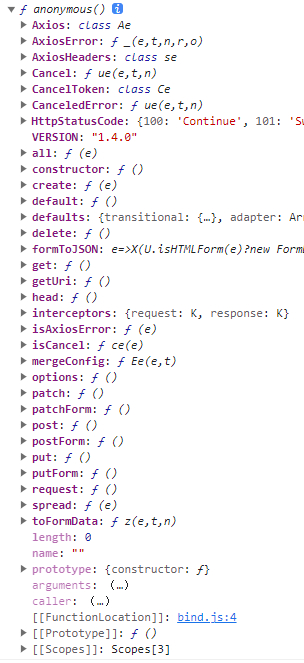 f anonymous() i
Axios: class Ae
AxiosError: f _(e,t,n,r,o)
AxiosHeaders: class se
Cancel: f ue(e,t,n)
CancelToken: class Ce
CanceledError: f ue(e,t,n)
HttpStatusCode: {100: 'Continue', 101: 'Sw
VERSION: "1.4.0"
all: f (e)
constructor: f ()
create: f (e)
default: f ()
defaults: {transitional: {…}, adapter: Arr
delete: f ()
formToJSON: e=>X(U.isHTMLForm(e)?new FormD
get: f ()
getUri: f ()
head: f ()
interceptors: {request: K, response: K}
isAxiosError: f (e)
isCancel: f ce(e)
mergeConfig: f Ee(e,t)
options: f ()
patch: f ()
patchForm: f ()
post: f ()
postForm: f ()
put: f ()
putForm: f ()
request: f ()
spread: f (e)
toFormData: f z(e,t,n)
length: 0
name: ""
prototype: {constructor: f}
arguments: (…)
caller: (…)
[[FunctionLocation]]: bind.js:4
[[Prototype]]: f ()
[[Scopes]]: Scopes[3]